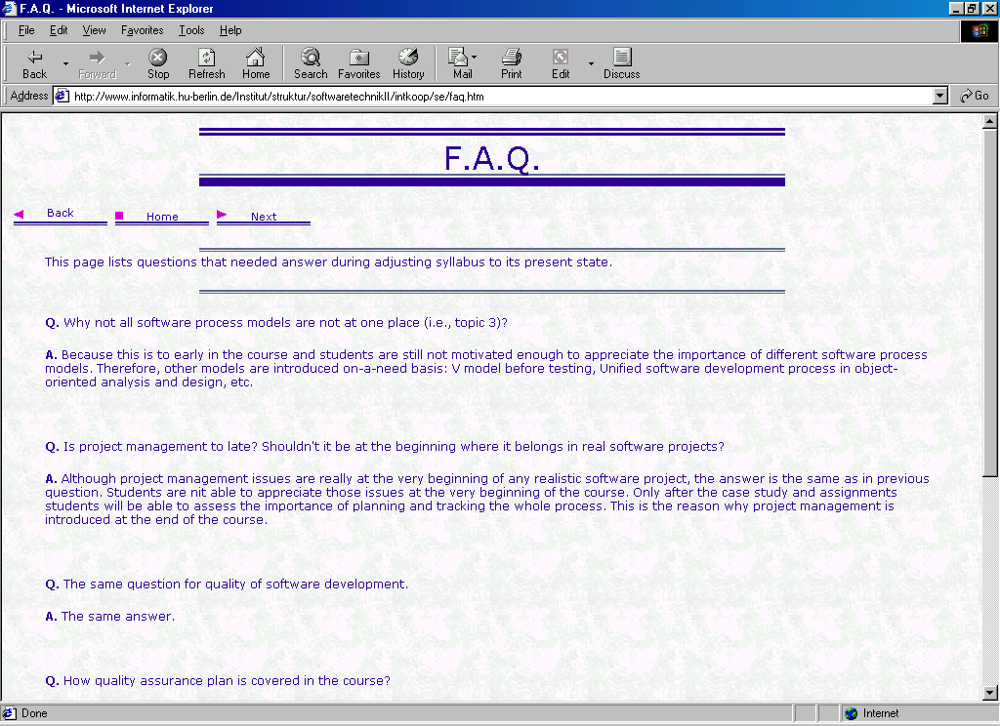 F.A.Q. - Microsoft Internet Explorer
File Edit View Favorites Tools Help
Back Forward Stop Refresh Home Search Favorites History Mail Print Edit Discuss
Address http://www.informatik.hu-berlin.de/Institut/struktur/softwaretechnikII/intkoop/se/faq.htm Go
F.A.Q.
Back Home Next
This page lists questions that needed answer during adjusting syllabus to its present state.
Q. Why not all software process models are not at one place (i.e., topic 3)?
A. Because this is to early in the course and students are still not motivated enough to appreciate the importance of different software process
models. Therefore, other models are introduced on-a-need basis: V model before testing, Unified software development process in object-
oriented analysis and design, etc.
Q. Is project management to late? Shouldn't it be at the beginning where it belongs in real software projects?
A. Although project management issues are really at the very beginning of any realistic software project, the answer is the same as in previous
question. Students are nit able to appreciate those issues at the very beginning of the course. Only after the case study and assignments
students will be able to assess the importance of planning and tracking the whole process. This is the reason why project management is
introduced at the end of the course.
Q. The same question for quality of software development.
A. The same answer.
Q. How quality assurance plan is covered in the course?
Done Internet